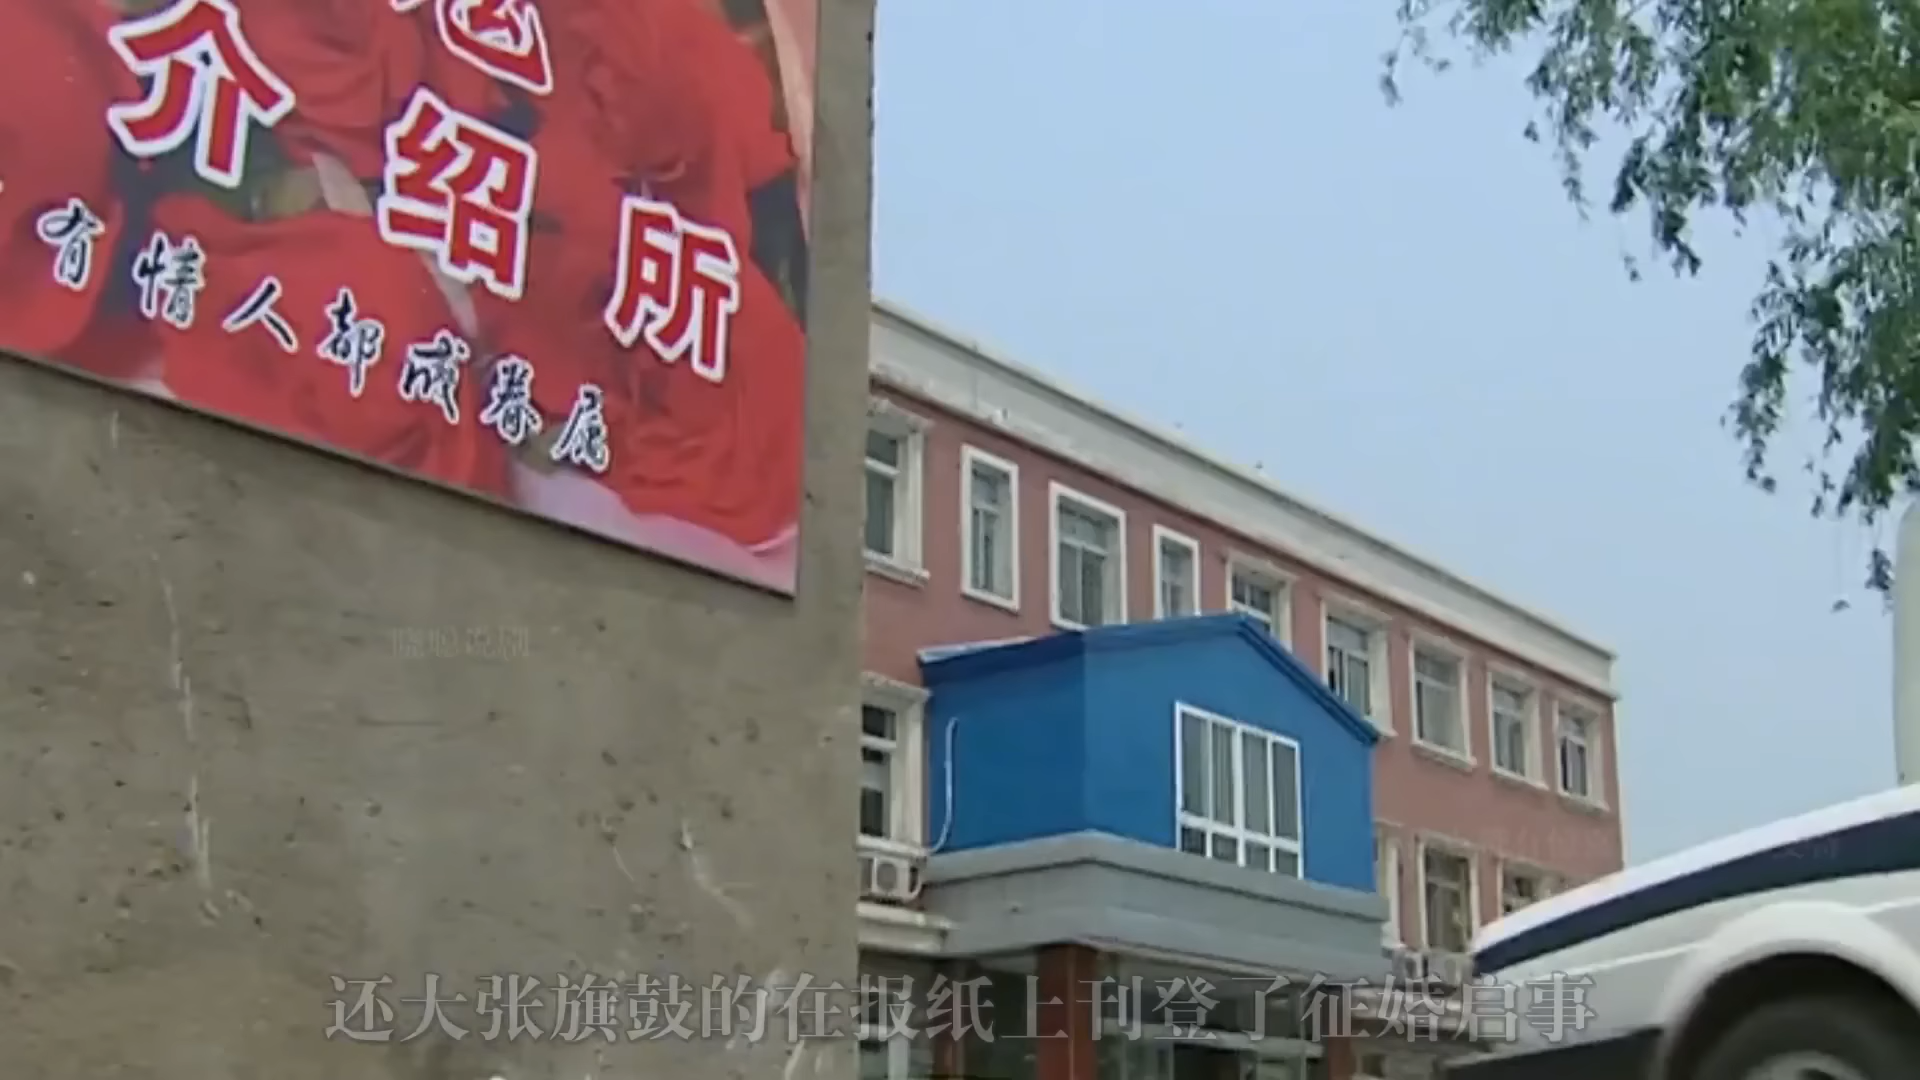 介绍所
有情人都成眷属
还大张旗鼓的在报纸上刊登了征婚启事